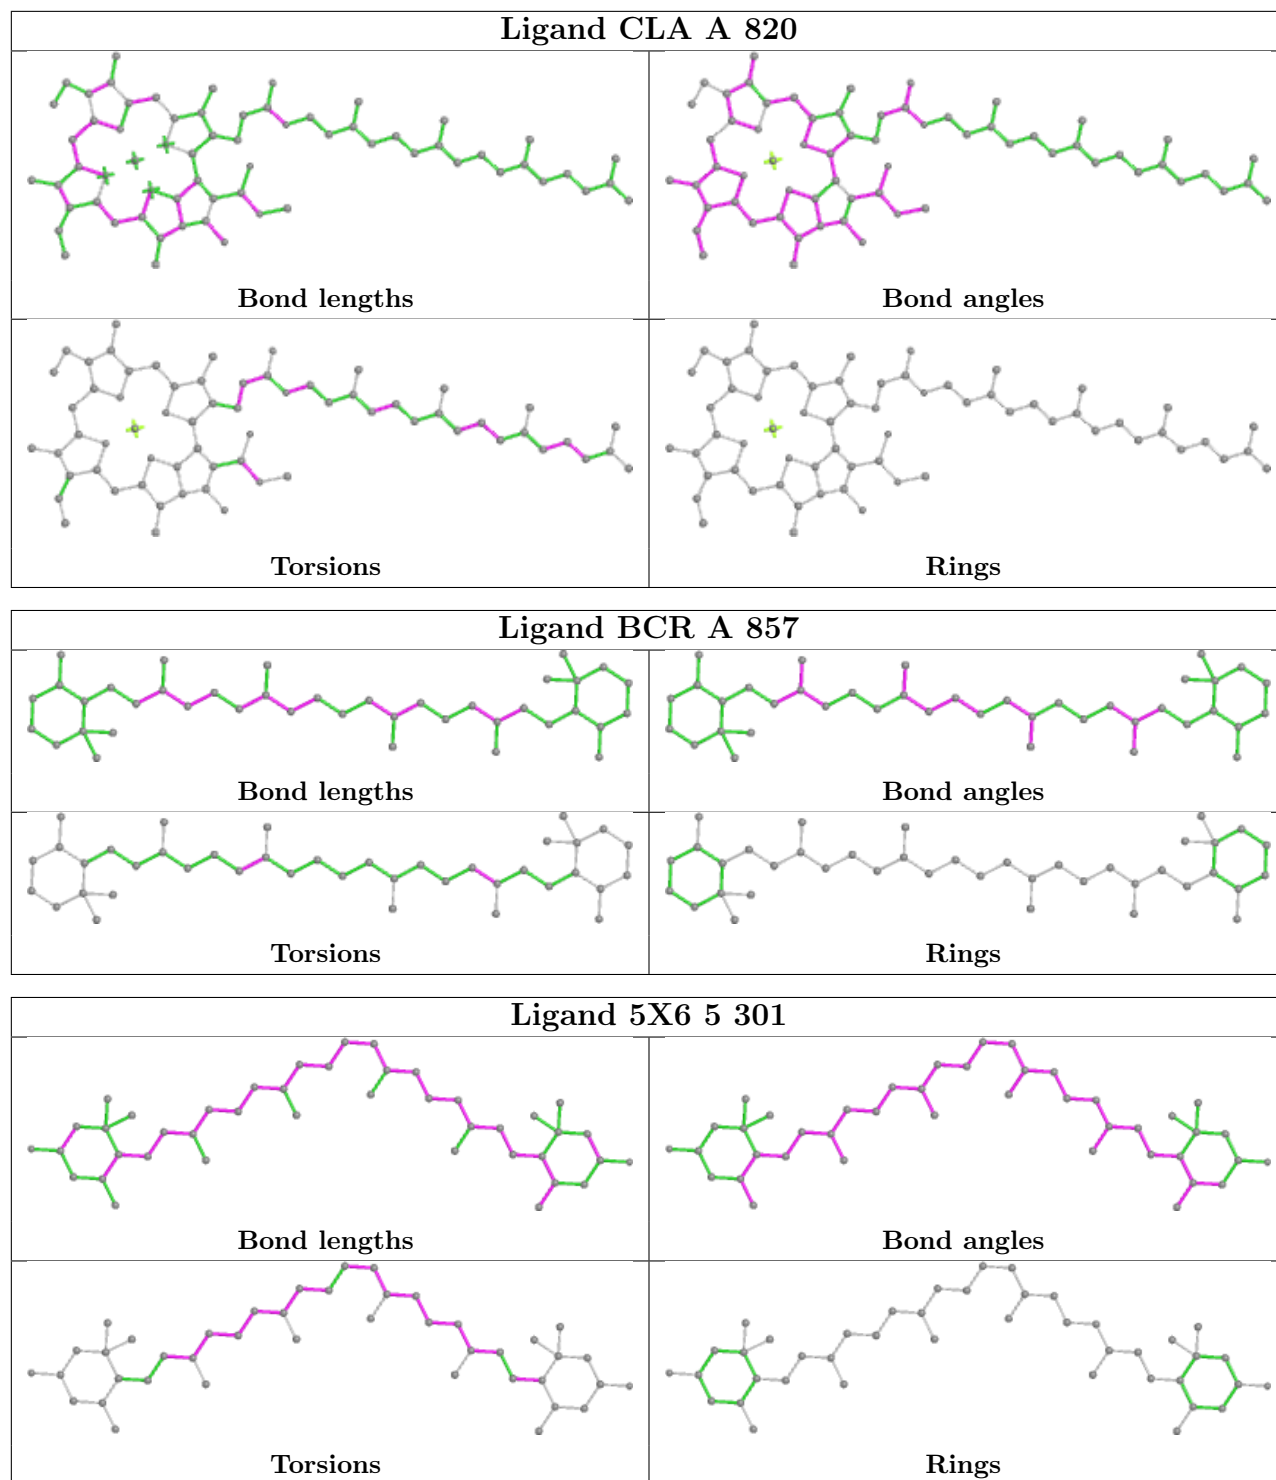 Ligand CLA A 820
Bond lengths
Bond angles
Torsions
Rings
Ligand BCR A 857
Bond lengths
Bond angles
Torsions
Rings
Ligand 5X6 5 301
Bond lengths
Bond angles
Torsions
Rings